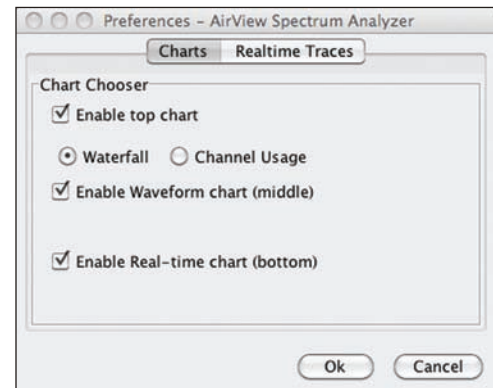 Preferences – AirView Spectrum Analyzer
Charts Realtime Traces
Chart Chooser
Enable top chart
Waterfall Channel Usage
Enable Waveform chart (middle)
Enable Real-time chart (bottom)
Ok Cancel